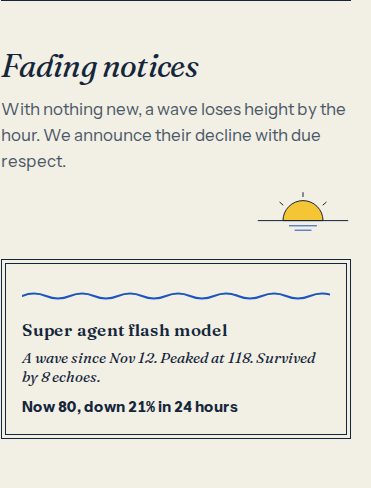 Fading notices
With nothing new, a wave loses height by the
hour. We announce their decline with due
respect.
Super agent flash model
A wave since Nov 12. Peaked at 118. Survived
by 8 echoes.
Now 80, down 21% in 24 hours